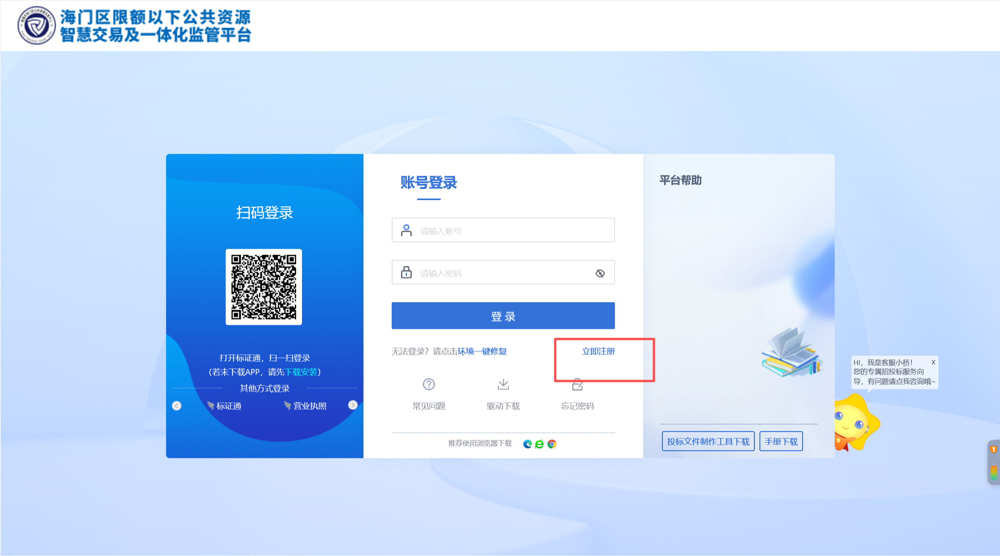 海门区限额以下公共资源
智慧交易及一体化监管平台
扫码登录
打开标证通，扫一扫登录
（若未下载APP，请先下载安装）
其他方式登录
标证通
营业执照
账号登录
请输入账号
请输入密码
登 录
无法登录？请点击环境一键修复
立即注册
常见问题
驱动下载
忘记密码
推荐使用浏览器下载
平台帮助
投标文件制作工具下载
手册下载
HI，我是客服小桥！
X
您的专属招投标服务向
导，有问题请点我咨询哦~
1